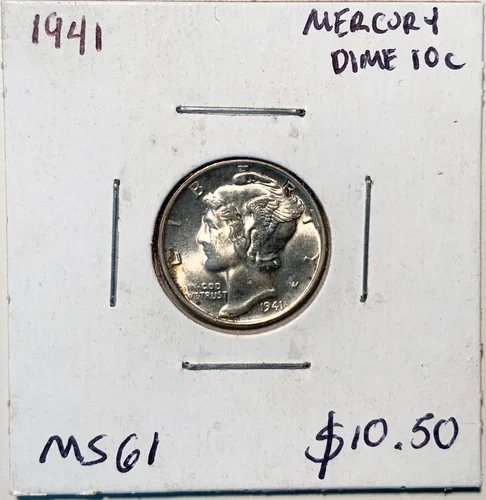 1941
MERCURY
DIME 10C
LIBERTY
IN GOD
WE TRUST
1941
W
MS61
$10.50